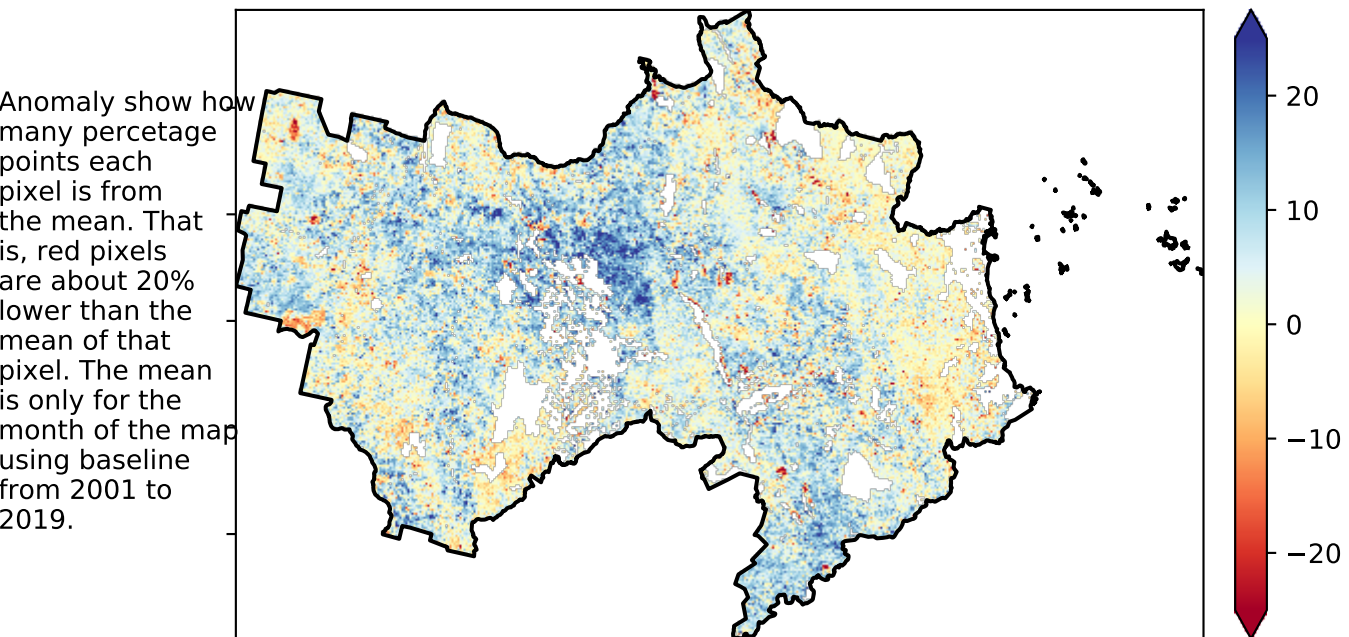 Anomaly show how
many percetage
points each
pixel is from
the mean. That
is, red pixels
are about 20%
lower than the
mean of that
pixel. The mean
is only for the
month of the map
using baseline
from 2001 to
2019.
20
10
0
−10
−20